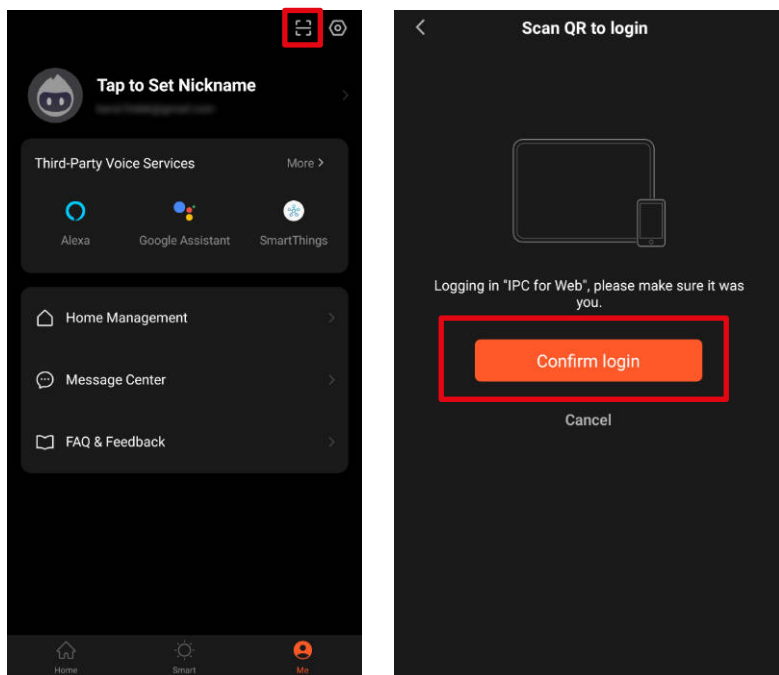 Tap to Set Nickname
Third-Party Voice Services More >
Alexa Google Assistant SmartThings
Home Management
Message Center
FAQ & Feedback
Home Smart Me
Scan QR to login
Logging in "IPC for Web", please make sure it was
you.
Confirm login
Cancel